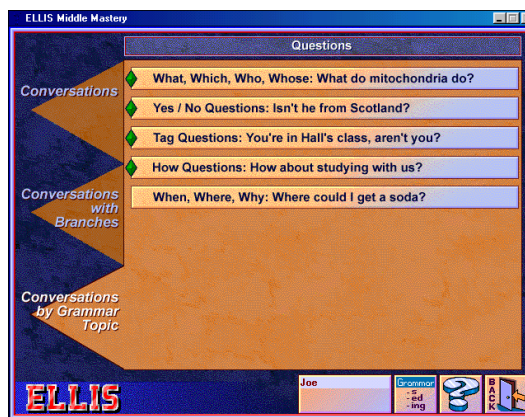 ELLIS Middle Mastery
Questions
Conversations
What, Which, Who, Whose: What do mitochondria do?
Yes / No Questions: Isn't he from Scotland?
Tag Questions: You're in Hall's class, aren't you?
How Questions: How about studying with us?
Conversations
with
Branches
When, Where, Why: Where could I get a soda?
Conversations
by Grammar
Topic
ELLIS
Joe
Grammar
- s
- ed
- ing
?
BACK